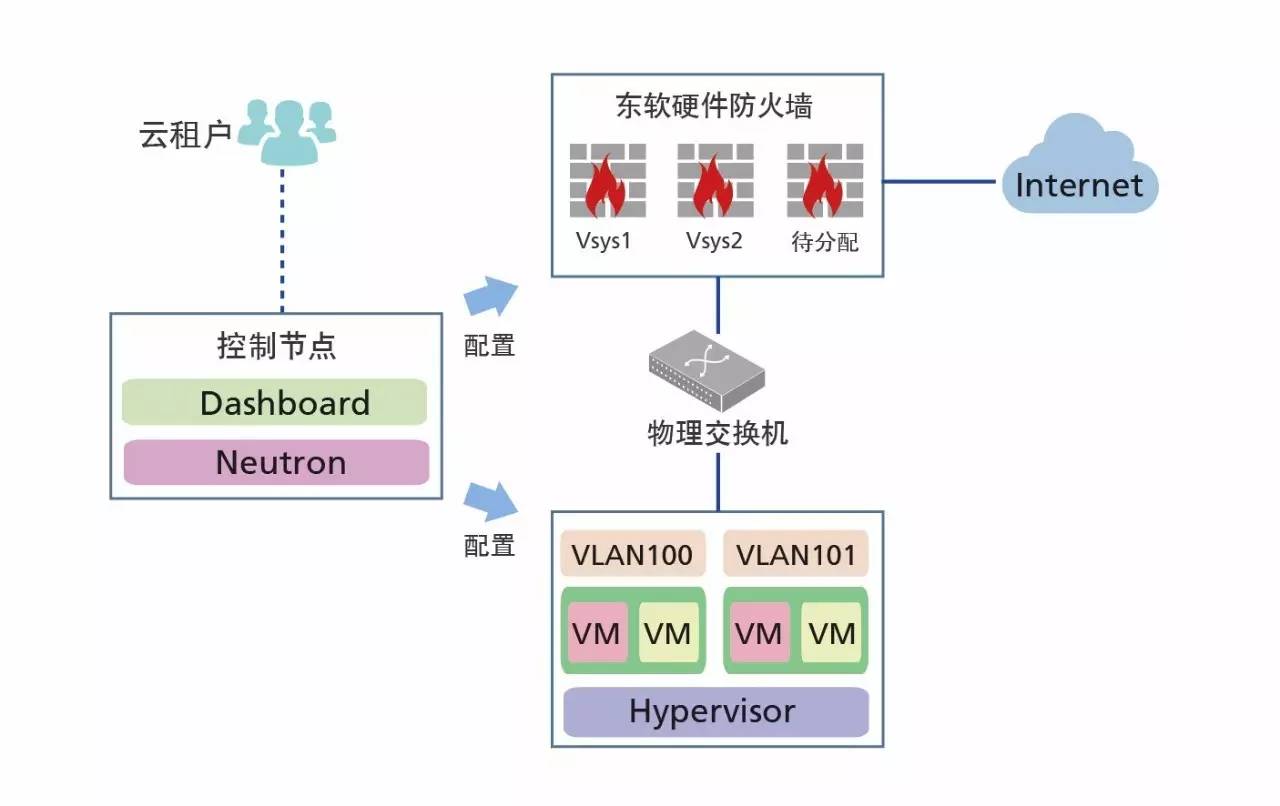 云租户
东软硬件防火墙
Vsys1
Vsys2
待分配
Internet
控制节点
Dashboard
Neutron
配置
物理交换机
配置
VLAN100
VLAN101
VM
VM
VM
VM
Hypervisor